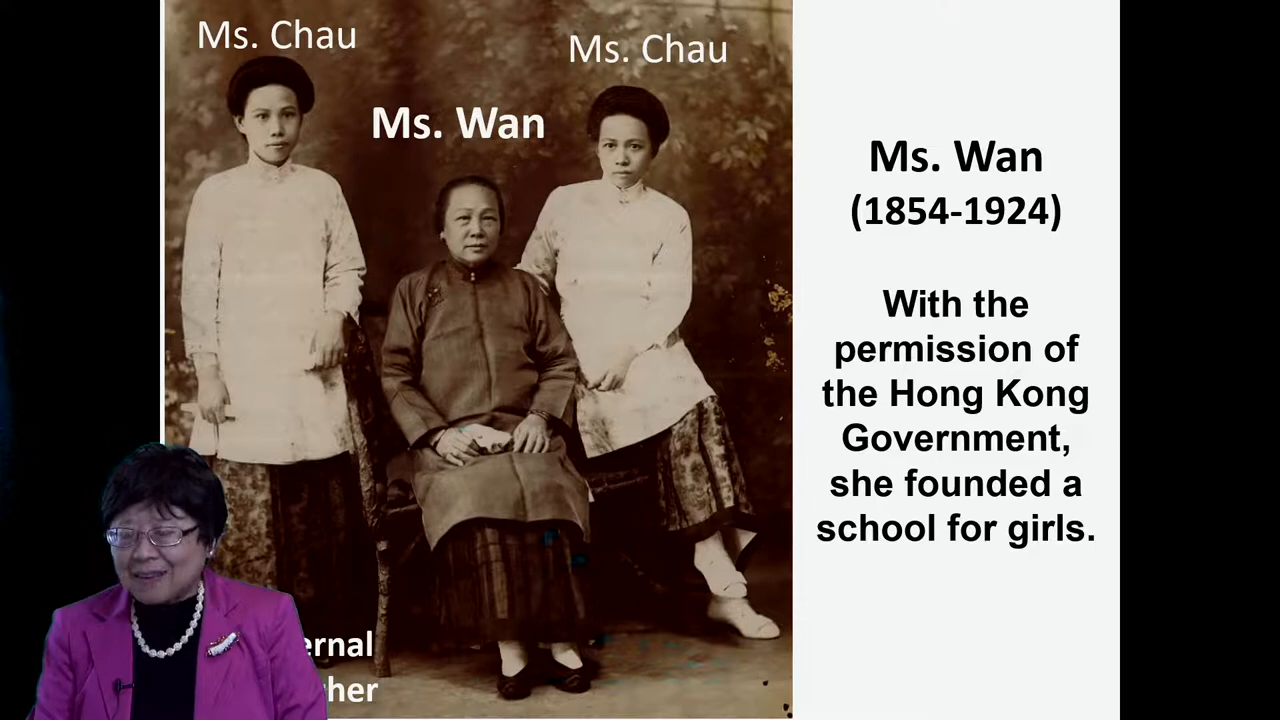 Ms. Chau
Ms. Chau
Ms. Wan
Ms. Wan
(1854-1924)
With the
permission of
the Hong Kong
Government,
she founded a
school for girls.